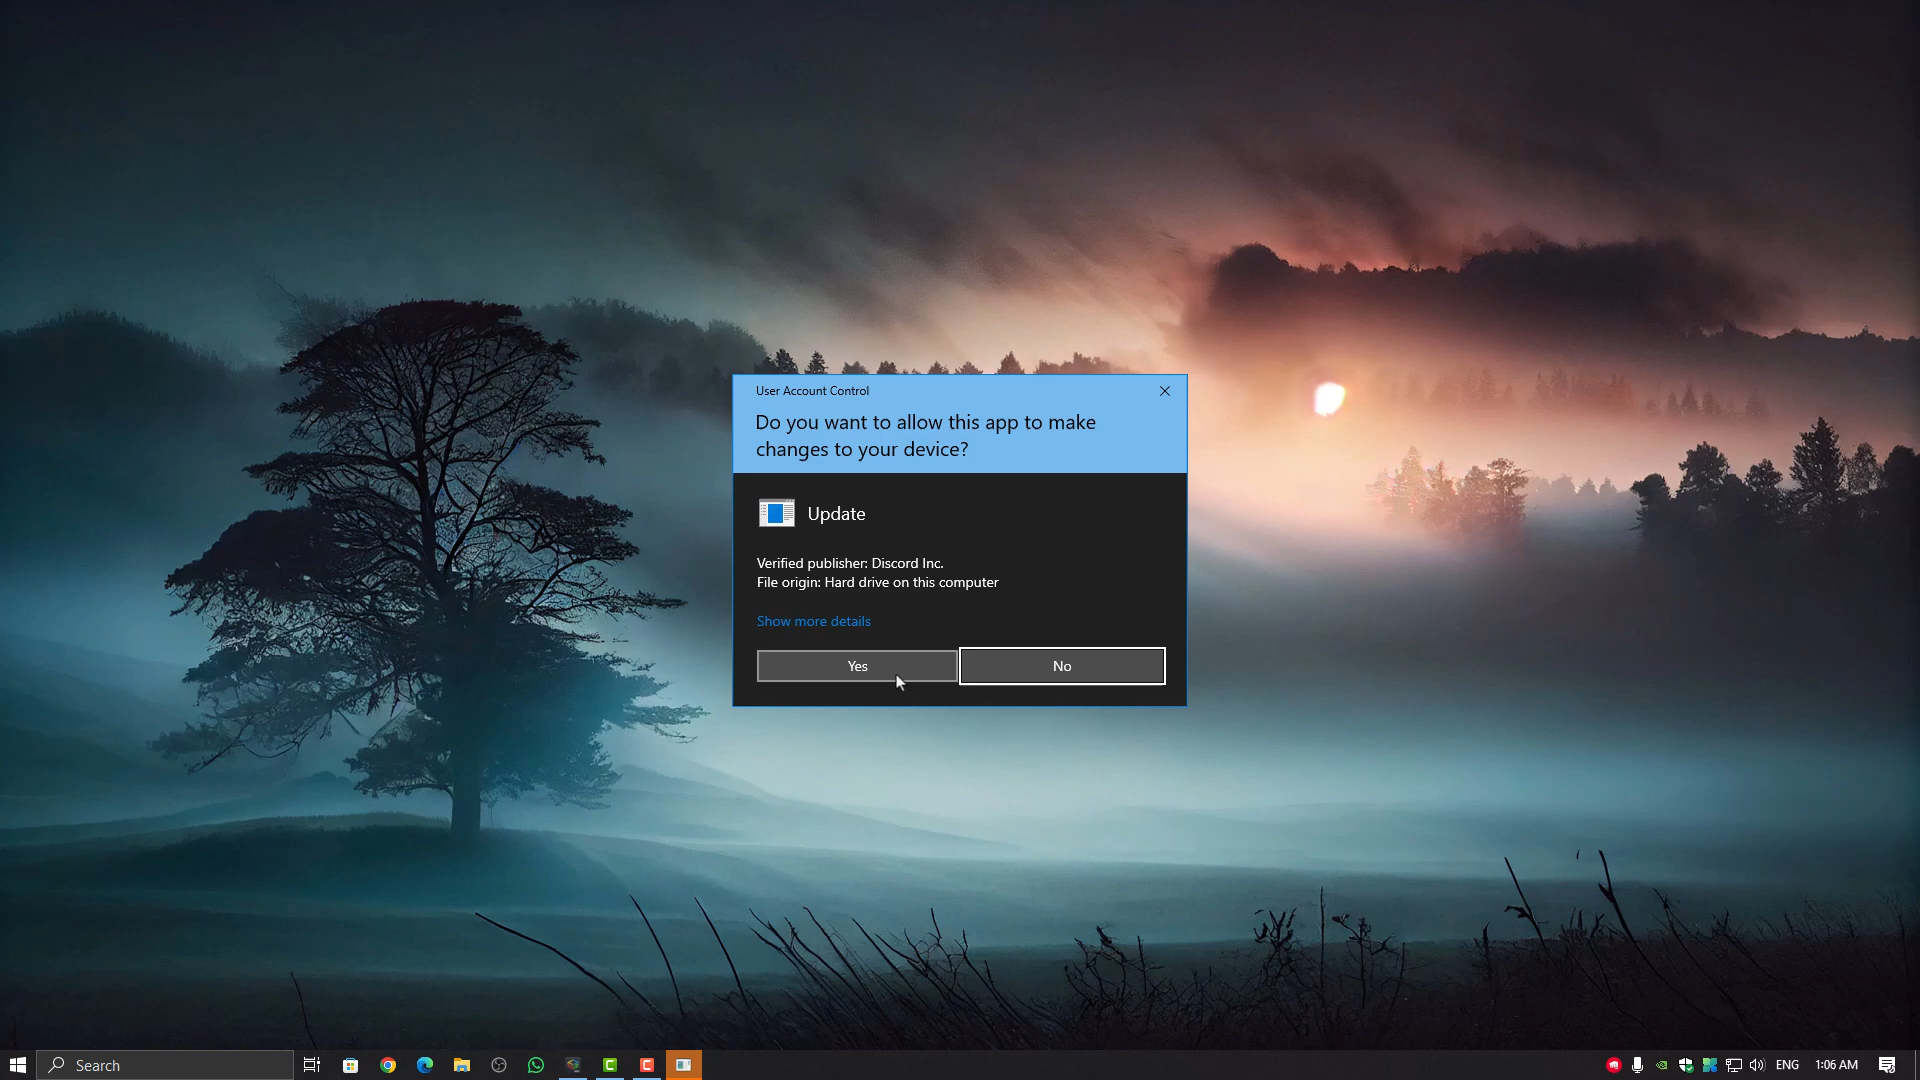 User Account Control
Do you want to allow this app to make
changes to your device?
Update
Verified publisher: Discord Inc.
File origin: Hard drive on this computer
Show more details
Yes
No
Search
ENG
1:06 AM